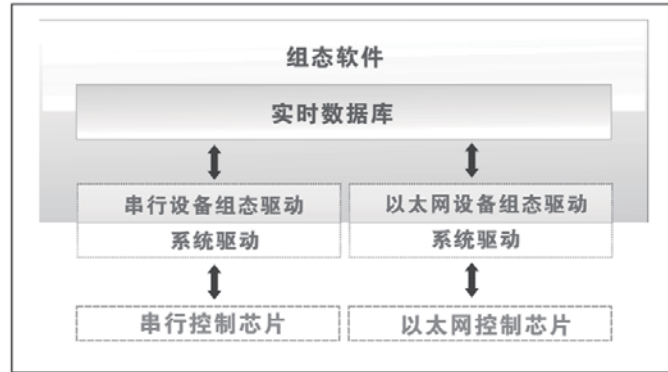 组态软件
实时数据库
串行设备组态驱动 以太网设备组态驱动
系统驱动 系统驱动
串行控制芯片 以太网控制芯片